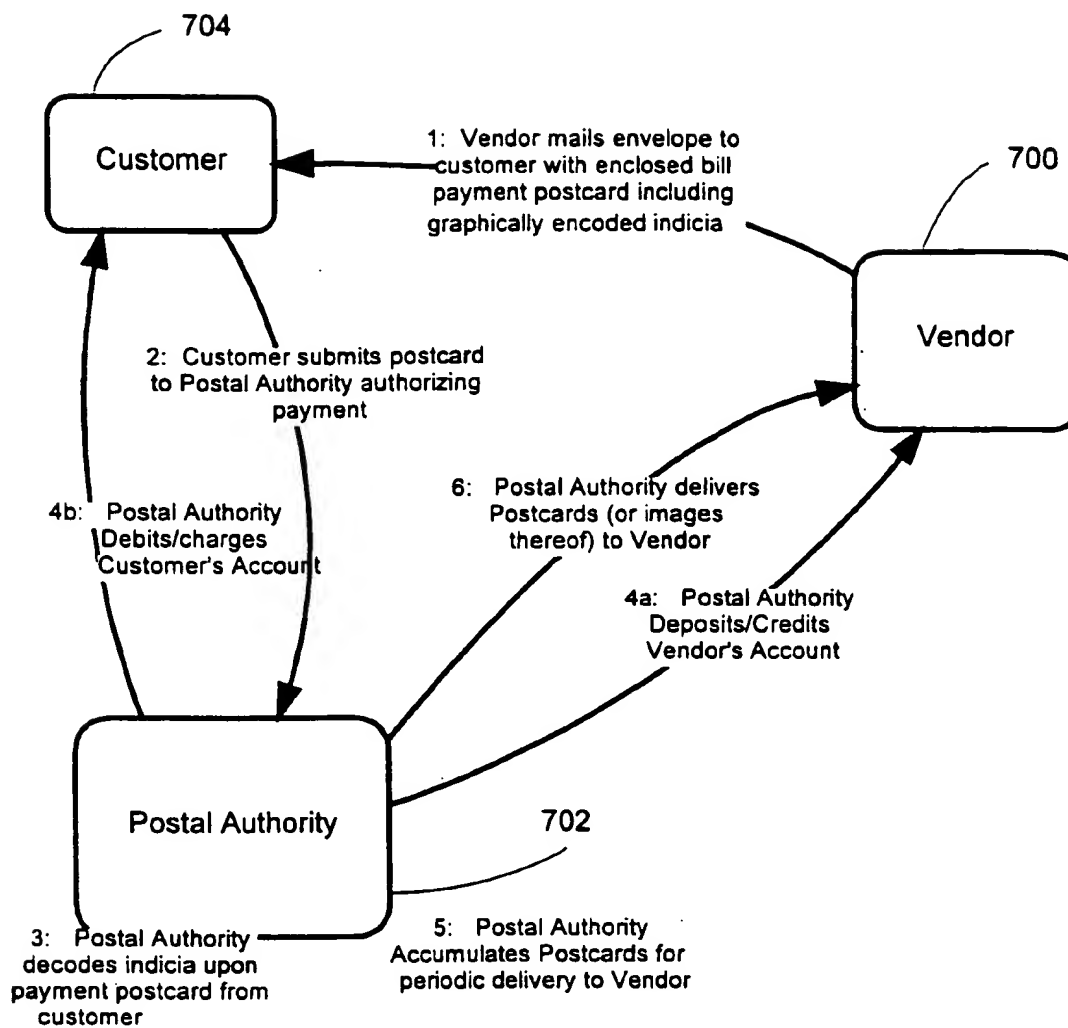 704
Customer
1: Vendor mails envelope to
customer with enclosed bill
payment postcard including
graphically encoded indicia
700
Vendor
2: Customer submits postcard
to Postal Authority authorizing
payment
4b: Postal Authority
Debits/charges
Customer's Account
6: Postal Authority delivers
Postcards (or images
thereof) to Vendor
4a: Postal Authority
Deposits/Credits
Vendor's Account
Postal Authority
702
3: Postal Authority
decodes indicia upon
payment postcard from
customer
5: Postal Authority
Accumulates Postcards for
periodic delivery to Vendor